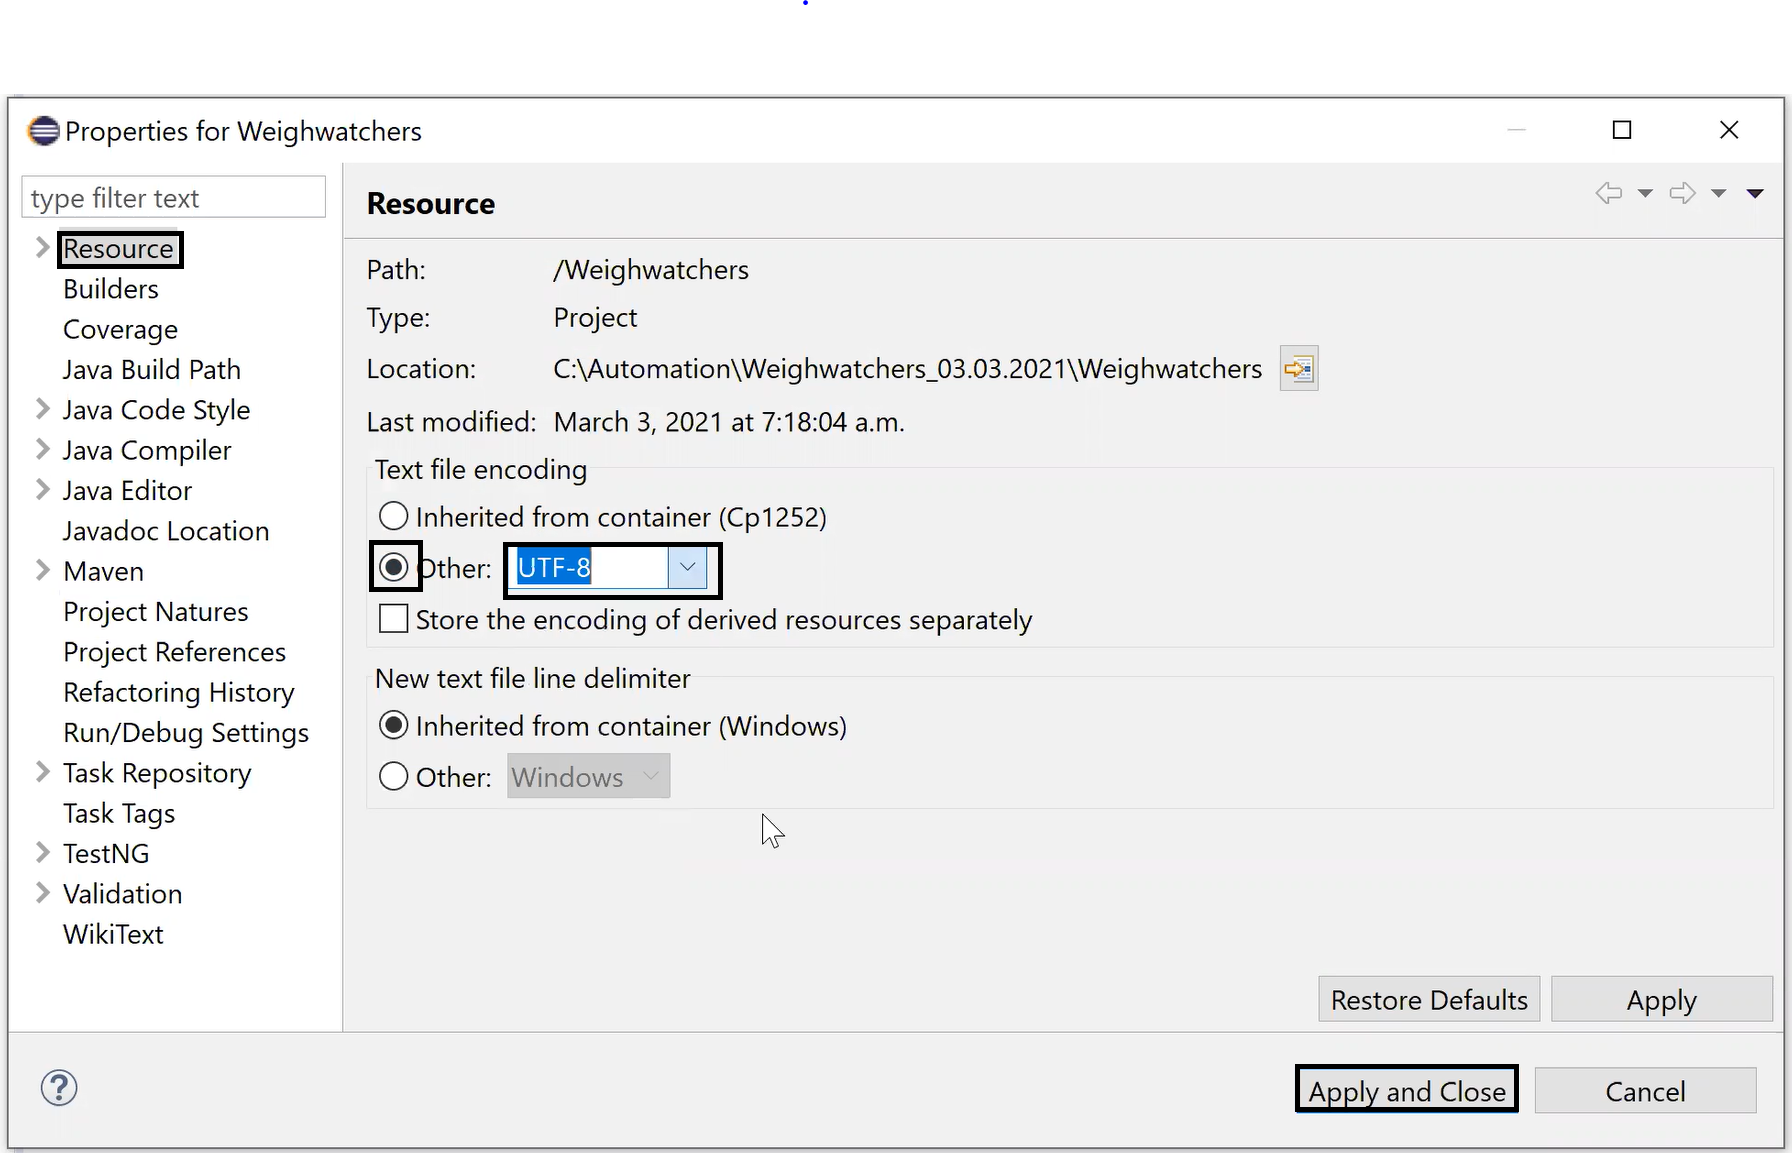 Properties for Weighwatchers
type filter text
Resource
Builders
Coverage
Java Build Path
Java Code Style
Java Compiler
Java Editor
Javadoc Location
Maven
Project Natures
Project References
Refactoring History
Run/Debug Settings
Task Repository
Task Tags
TestNG
Validation
WikiText
Resource
Path: /Weighwatchers
Type: Project
Location: C:\Automation\Weighwatchers_03.03.2021\Weighwatchers
Last modified: March 3, 2021 at 7:18:04 a.m.
Text file encoding
Inherited from container (Cp1252)
Other: UTF-8
Store the encoding of derived resources separately
New text file line delimiter
Inherited from container (Windows)
Other: Windows
Restore Defaults Apply
? Apply and Close Cancel